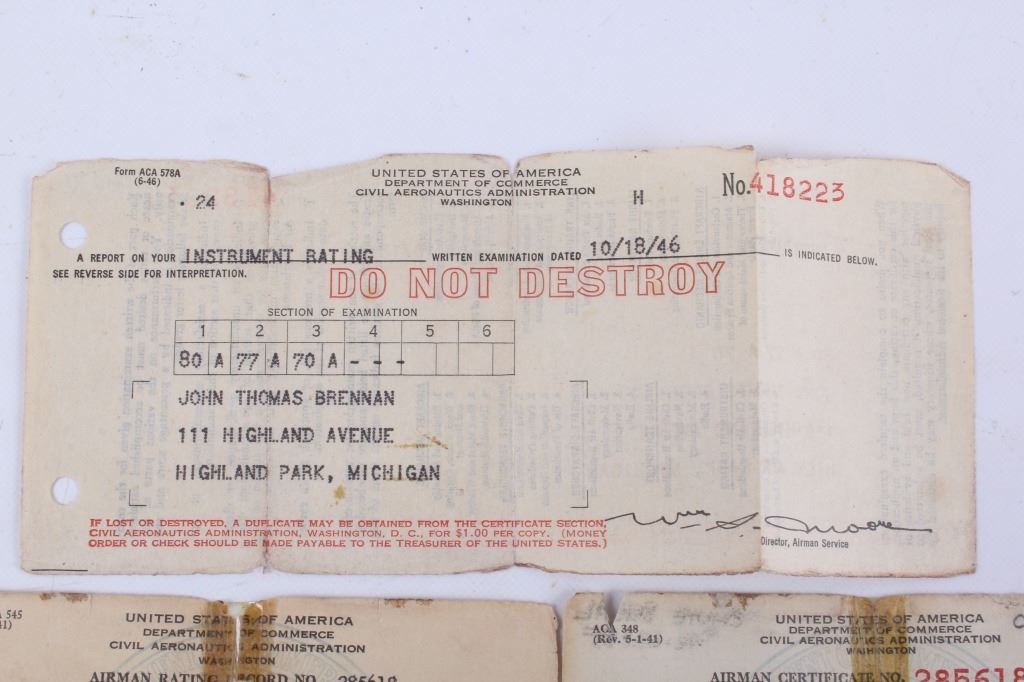 Form ACA 578A
(6-46)
UNITED STATES OF AMERICA
DEPARTMENT OF COMMERCE
CIVIL AERONAUTICS ADMINISTRATION
WASHINGTON
. 24
H
No. 418223
A REPORT ON YOUR INSTRUMENT RATING WRITTEN EXAMINATION DATED 10/18/46 IS INDICATED BELOW.
SEE REVERSE SIDE FOR INTERPRETATION.
DO NOT DESTROY
SECTION OF EXAMINATION
1 2 3 4 5 6
80 A 77 A 70 A - - -
JOHN THOMAS BRENNAN
111 HIGHLAND AVENUE
HIGHLAND PARK, MICHIGAN
IF LOST OR DESTROYED, A DUPLICATE MAY BE OBTAINED FROM THE CERTIFICATE SECTION,
CIVIL AERONAUTICS ADMINISTRATION, WASHINGTON, D. C., FOR $1.00 PER COPY. (MONEY
ORDER OR CHECK SHOULD BE MADE PAYABLE TO THE TREASURER OF THE UNITED STATES.)
Wm S. Moore
Director, Airman Service
545
UNITED STATES OF AMERICA
DEPARTMENT OF COMMERCE
CIVIL AERONAUTICS ADMINISTRATION
WASHINGTON
AIRMAN RATING RECORD NO. 285618
ACA 348
(Rev. 5-1-41)
UNITED STATES OF AMERICA
DEPARTMENT OF COMMERCE
CIVIL AERONAUTICS ADMINISTRATION
WASHINGTON
AIRMAN CERTIFICATE NO. 285618